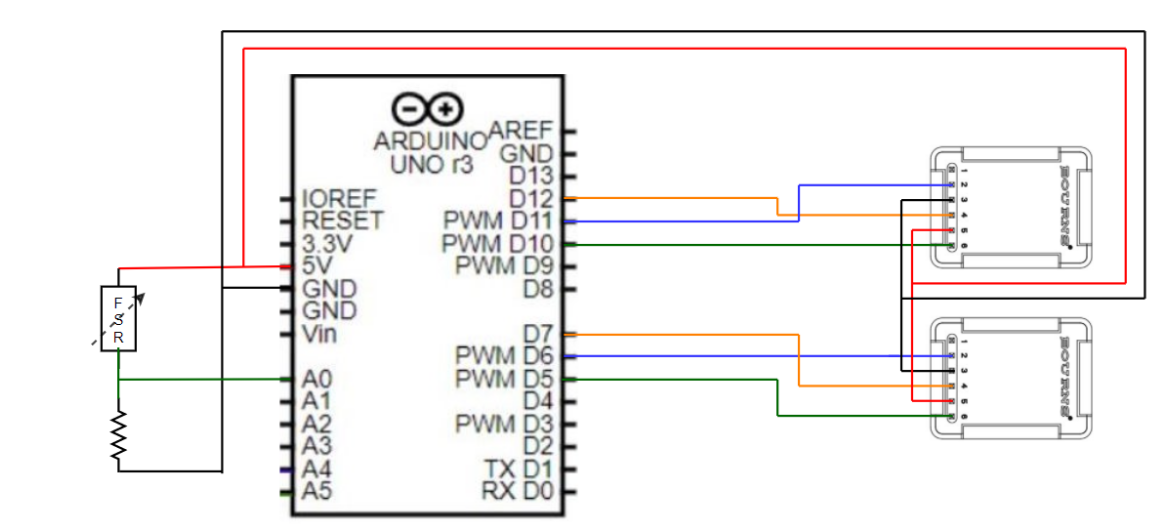 ARDUINO
UNO r3
AREF
GND
D13
D12
PWM D11
PWM D10
PWM D9
D8
D7
PWM D6
PWM D5
D4
PWM D3
D2
TX D1
RX D0
IOREF
RESET
3.3V
5V
GND
GND
Vin
A0
A1
A2
A3
A4
A5
F
S
R
1
2
3
4
5
6
BOURNS
1
2
3
4
5
6
BOURNS